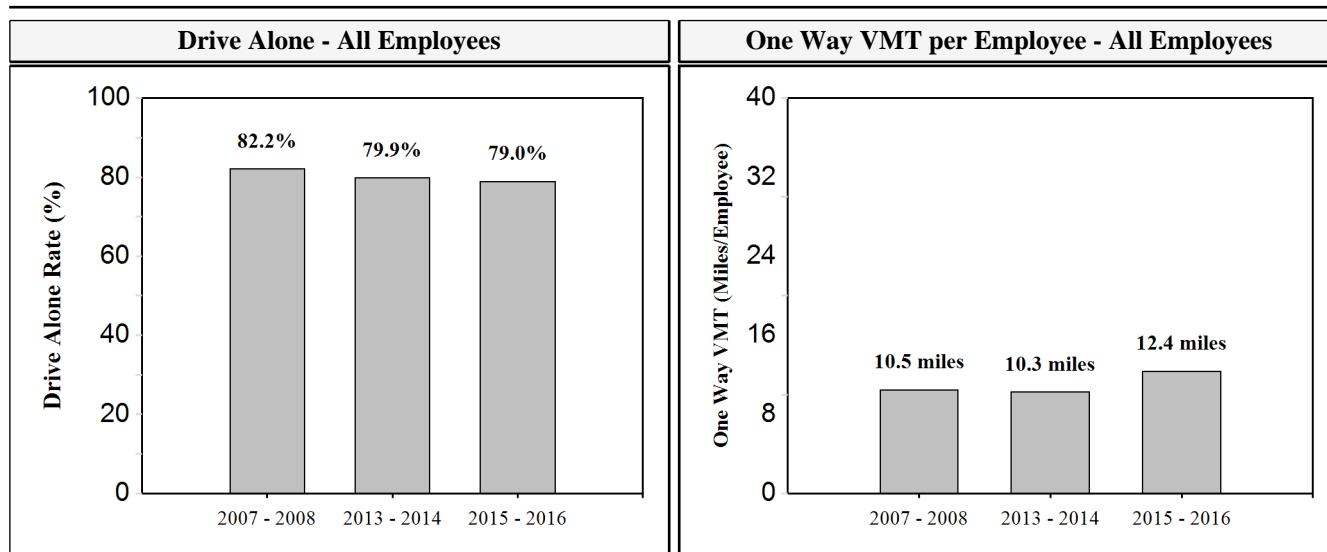 Drive Alone - All Employees
100
80
60
40
20
0
Drive Alone Rate (%)
82.2%
79.9%
79.0%
2007 - 2008
2013 - 2014
2015 - 2016
One Way VMT per Employee - All Employees
40
32
24
16
8
0
One Way VMT (Miles/Employee)
10.5 miles
10.3 miles
12.4 miles
2007 - 2008
2013 - 2014
2015 - 2016